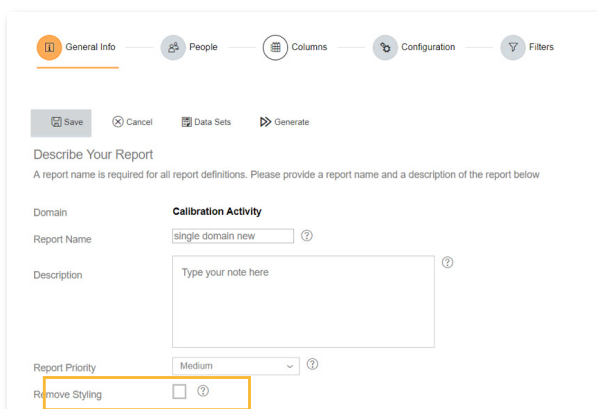 General Info
People
Columns
Configuration
Filters
Save
Cancel
Data Sets
Generate
Describe Your Report
A report name is required for all report definitions. Please provide a report name and a description of the report below
Domain
Calibration Activity
Report Name
single domain new
?
Description
Type your note here
?
Report Priority
Medium
?
Remove Styling
?